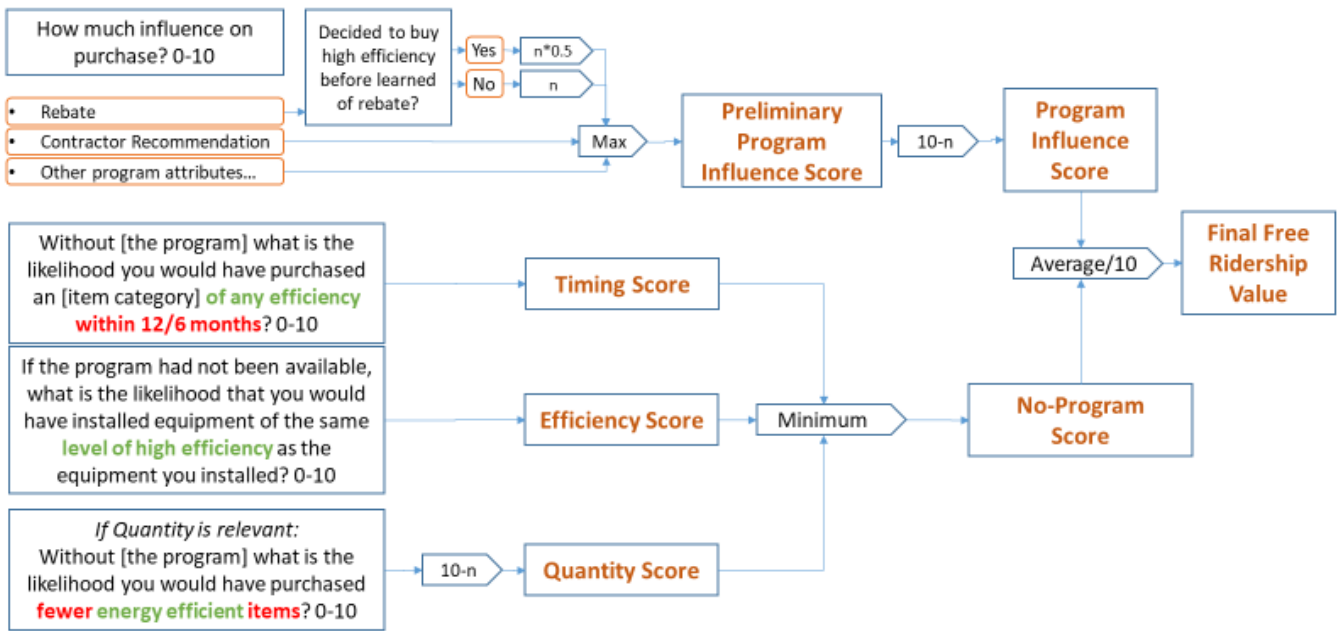 How much influence on
purchase? 0-10
• Rebate
• Contractor Recommendation
• Other program attributes...
Decided to buy
high efficiency
before learned
of rebate?
Yes
n*0.5
No
n
Max
Preliminary
Program
Influence Score
10-n
Program
Influence
Score
Without [the program] what is the
likelihood you would have purchased
an [item category] of any efficiency
within 12/6 months? 0-10
Timing Score
Average/10
Final Free
Ridership
Value
If the program had not been available,
what is the likelihood that you would
have installed equipment of the same
level of high efficiency as the
equipment you installed? 0-10
Efficiency Score
Minimum
No-Program
Score
If Quantity is relevant:
Without [the program] what is the
likelihood you would have purchased
fewer energy efficient items? 0-10
10-n
Quantity Score